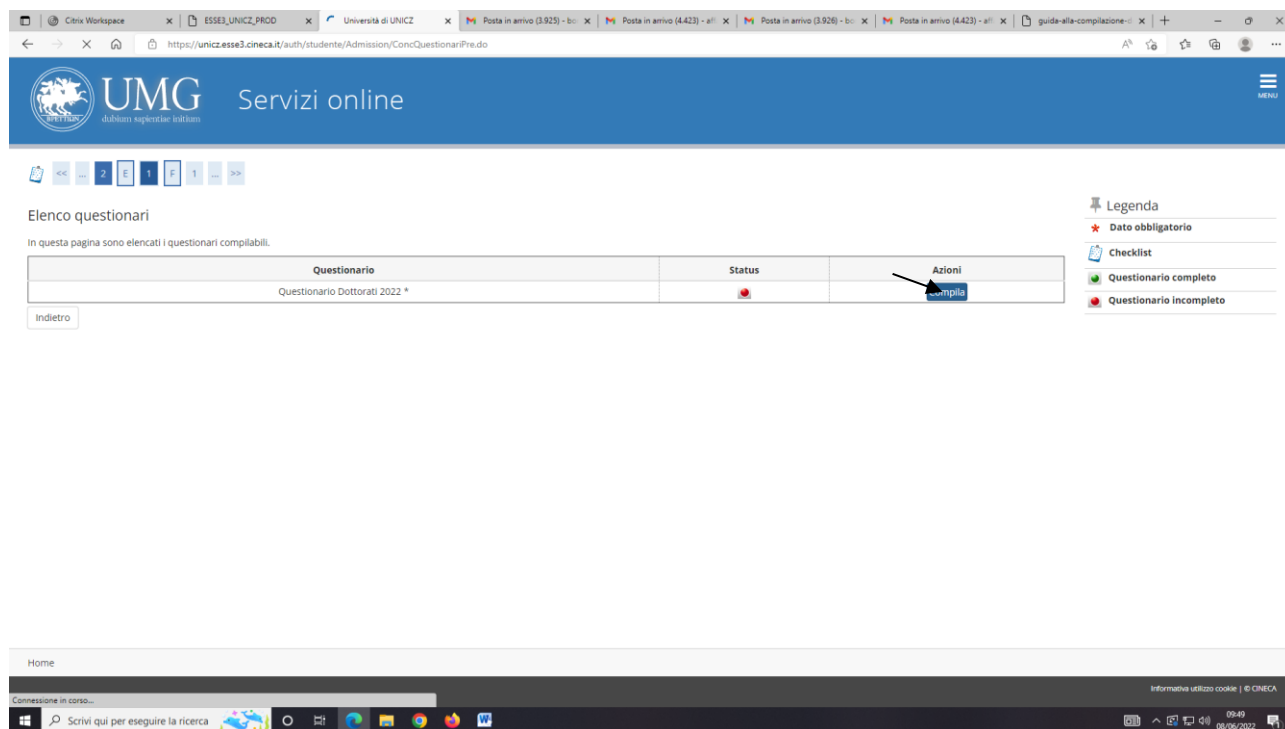 Citrix Workspace
ESSE3_UNICZ_PROD
Università di UNICZ
Posta in arrivo (3.925) - bo
Posta in arrivo (4.423) - aff
Posta in arrivo (3.926) - bo
Posta in arrivo (4.423) - aff
guida-alla-compilazione-d
https://unicz.esse3.cineca.it/auth/studente/Admission/ConcQuestionariPre.do
UMG
dubium sapientiae initium
Servizi online
MENU
<< ... 2 E 1 F 1 ... >>
Elenco questionari
In questa pagina sono elencati i questionari compilabili.
Questionario Status Azioni
Questionario Dottorati 2022 * Compila
Indietro
Legenda
* Dato obbligatorio
Checklist
Questionario completo
Questionario incompleto
Home
Informativa utilizzo cookie | © CINECA
Connessione in corso...
Scrivi qui per eseguire la ricerca
09:49
08/06/2022